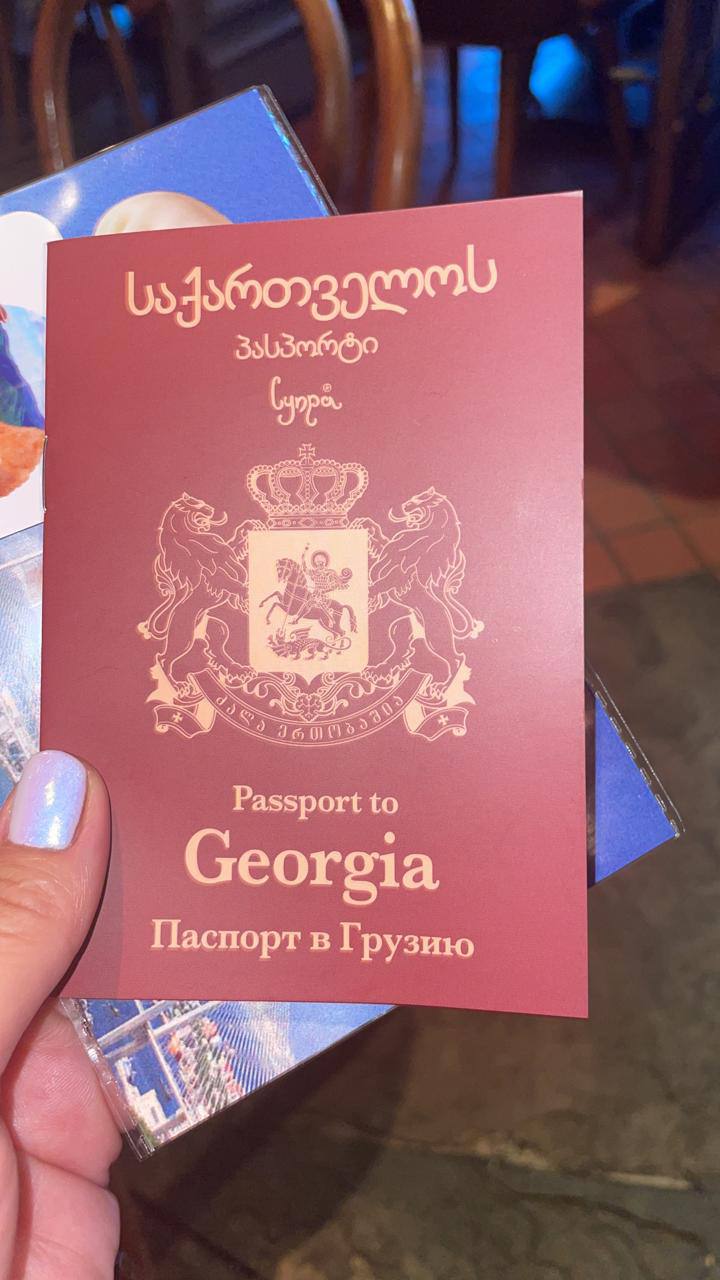 საქართველოს
პასპორტი
სუფრა
ძალა ერთობაშია
Passport to
Georgia
Паспорт в Грузию